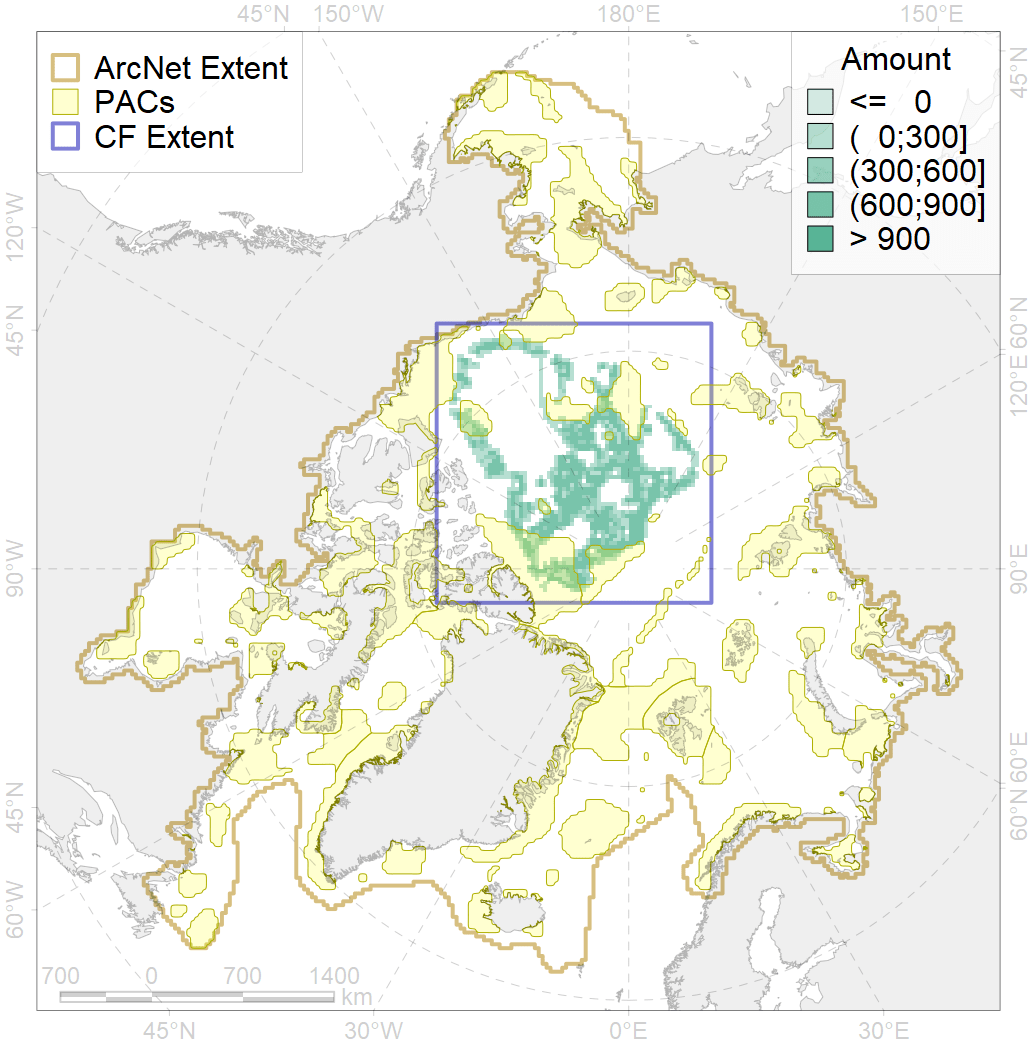 45°N 150°W 180°E 150°E
ArcNet Extent
PACs
CF Extent
Amount
<= 0
( 0;300]
(300;600]
(600;900]
> 900
45°N
120°W
45°N
90°W
45°N
60°W
60°N
120°E
90°E
60°E
60°N
700 0 700 1400
km
45°N 30°W 0°E 30°E